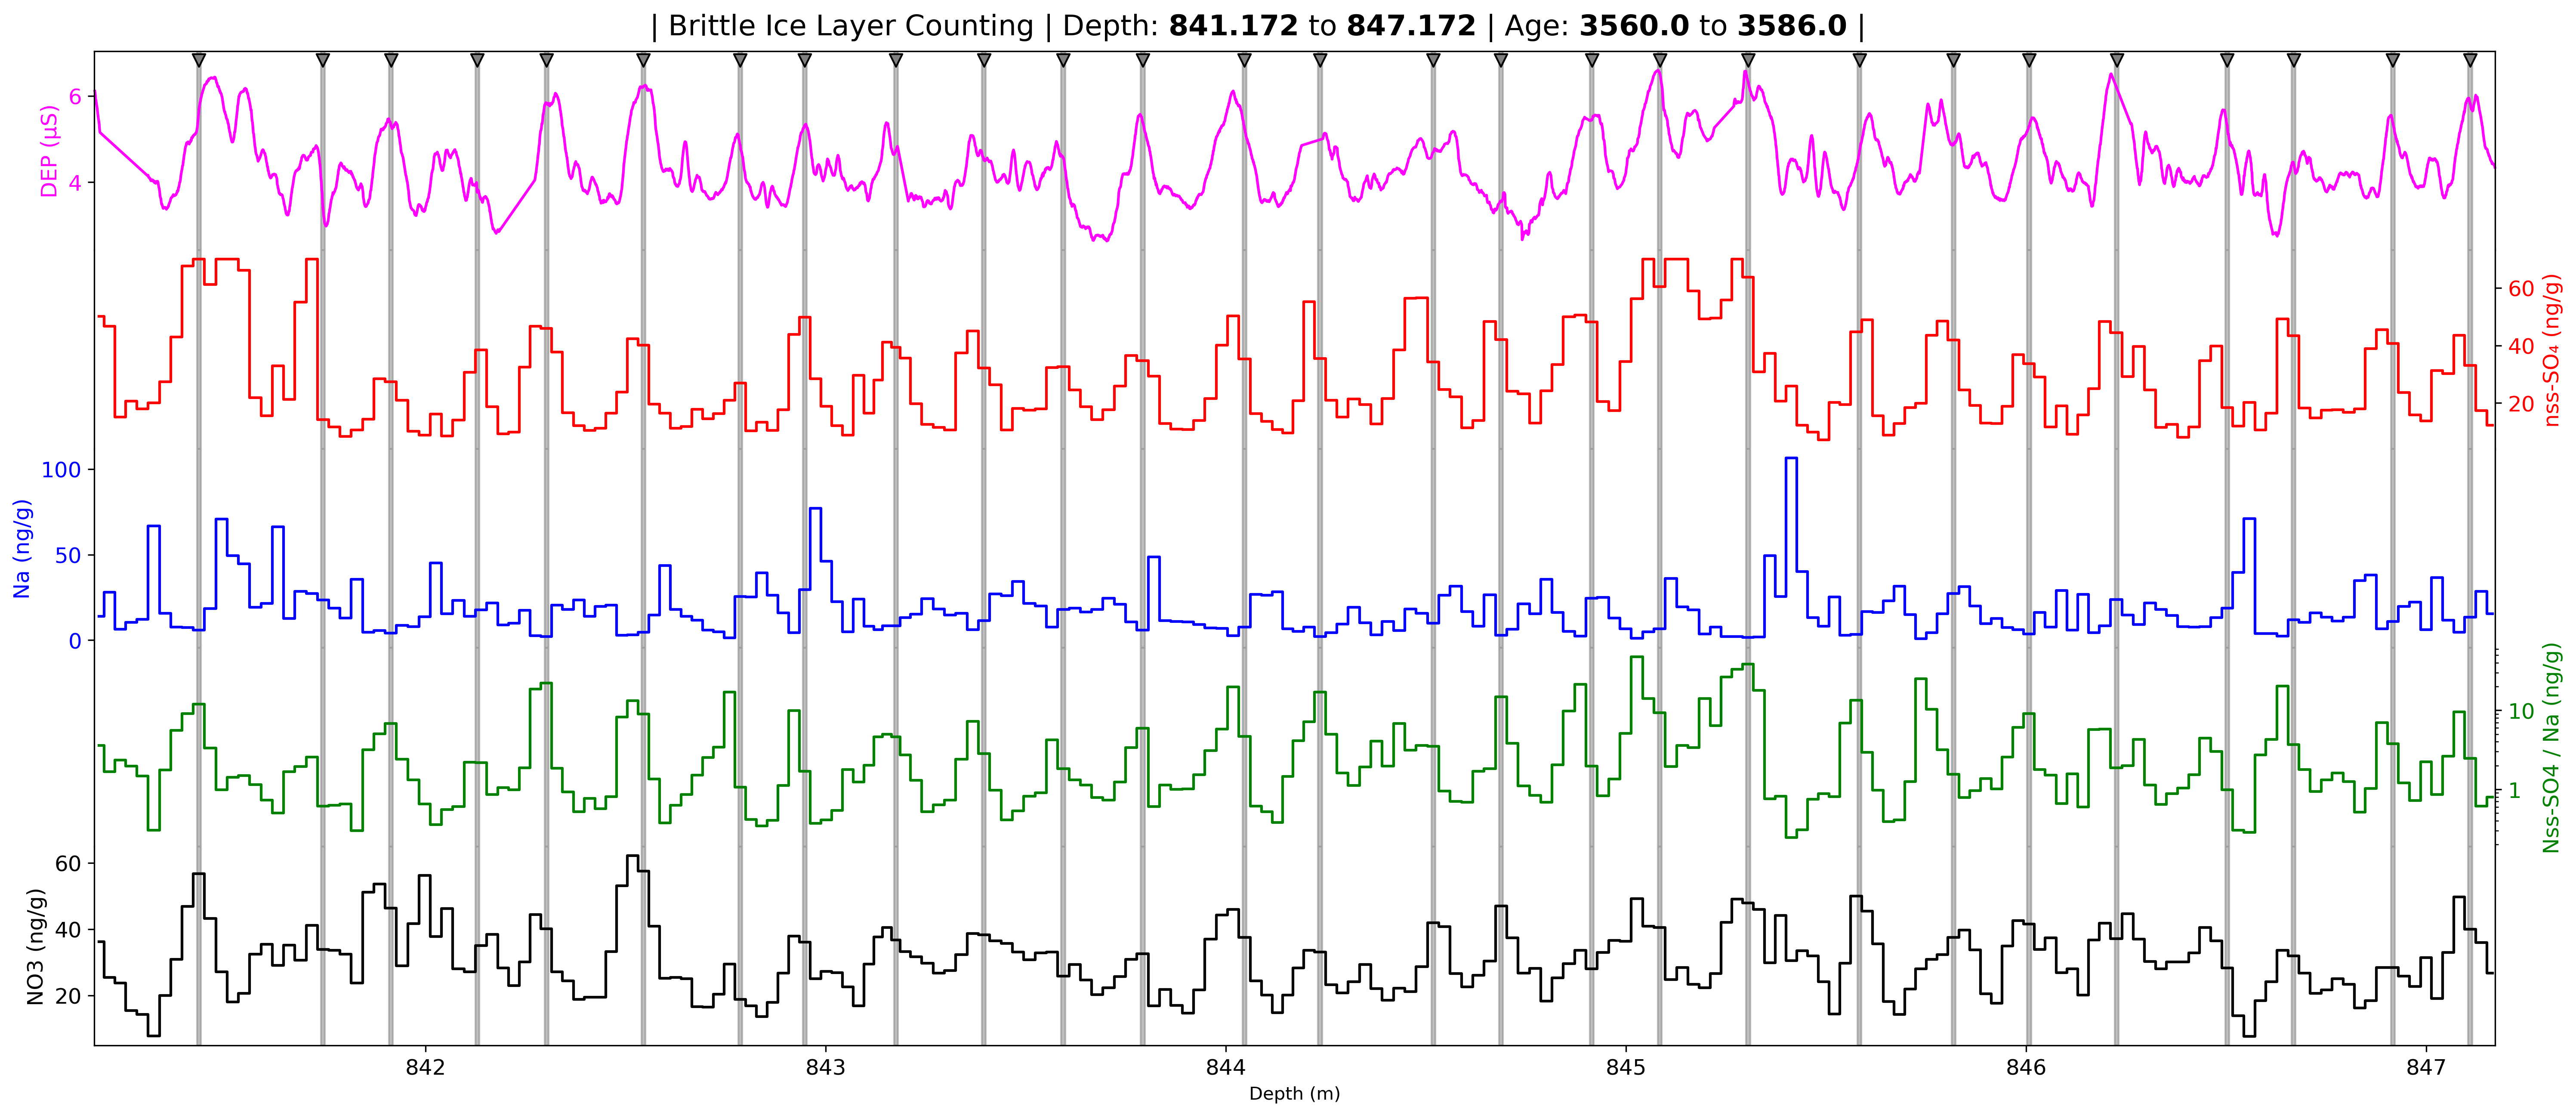 | Brittle Ice Layer Counting | Depth: 841.172 to 847.172 | Age: 3560.0 to 3586.0 |
DEP (µS)
6
4
nss-SO₄ (ng/g)
60
40
20
Na (ng/g)
100
50
0
Nss-SO4 / Na (ng/g)
10
1
NO3 (ng/g)
60
40
20
842
843
844
845
846
847
Depth (m)